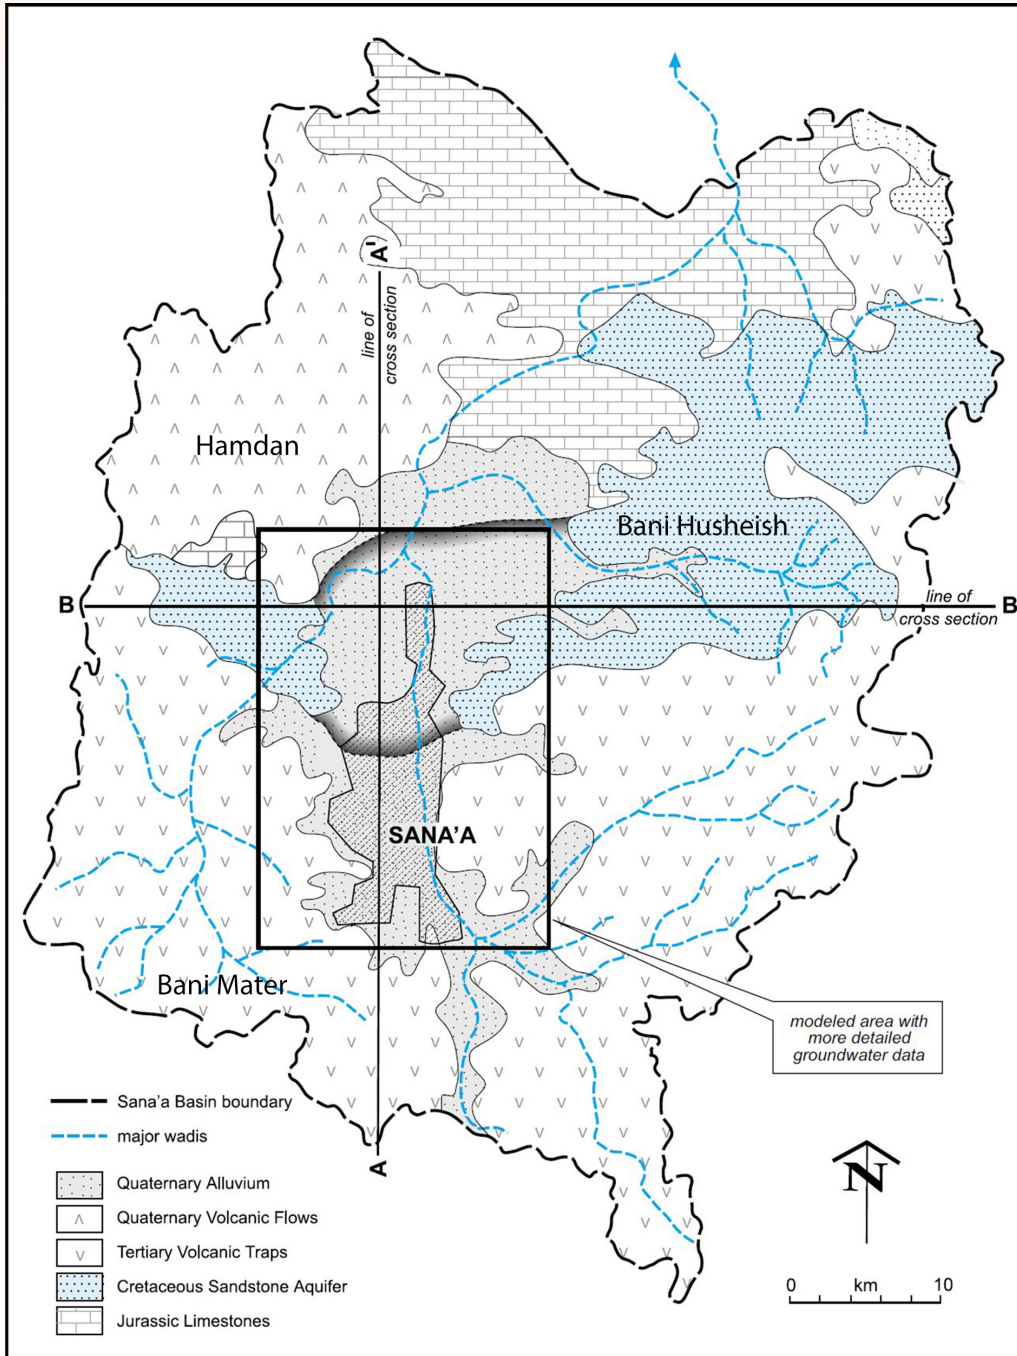 A'
line of
cross section
Hamdan
Bani Husheish
B
line of
cross section
B
SANA'A
Bani Mater
modeled area with
more detailed
groundwater data
Sana'a Basin boundary
major wadis
A
Quaternary Alluvium
Quaternary Volcanic Flows
Tertiary Volcanic Traps
Cretaceous Sandstone Aquifer
Jurassic Limestones
N
0 km 10